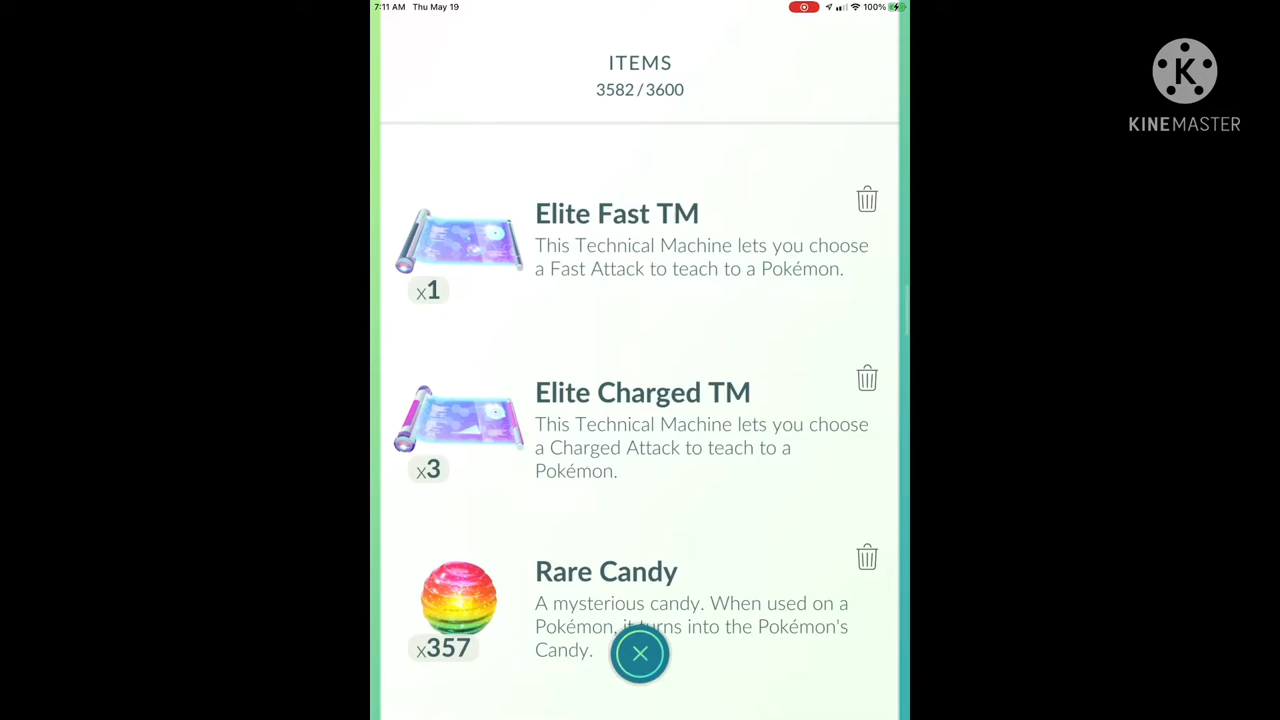 7:11 AM Thu May 19
100%
ITEMS
3582/3600
Elite Fast TM
This Technical Machine lets you choose
a Fast Attack to teach to a Pokémon.
x1
Elite Charged TM
This Technical Machine lets you choose
a Charged Attack to teach to a
Pokémon.
x3
Rare Candy
A mysterious candy. When used on a
Pokémon, it turns into the Pokémon's
Candy.
x357
K
KINEMASTER